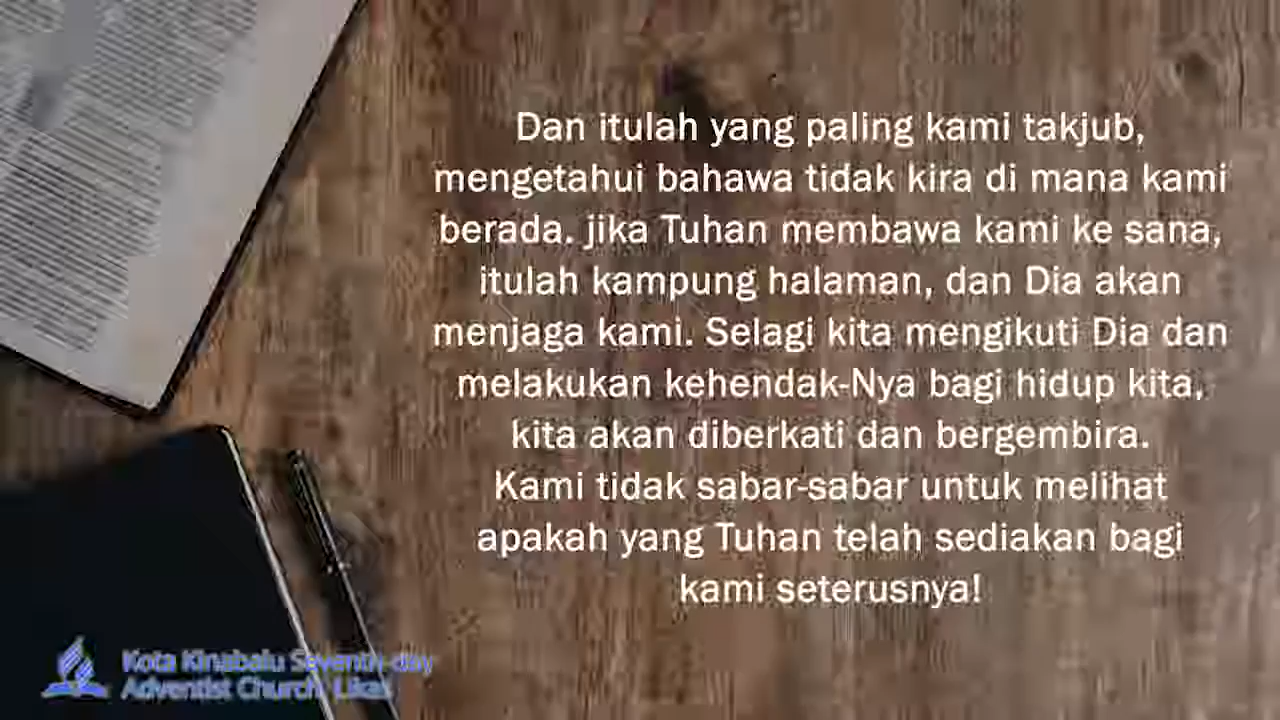 Dan itulah yang paling kami takjub,
mengetahui bahawa tidak kira di mana kami
berada. jika Tuhan membawa kami ke sana,
itulah kampung halaman, dan Dia akan
menjaga kami. Selagi kita mengikuti Dia dan
melakukan kehendak-Nya bagi hidup kita,
kita akan diberkati dan bergembira.
Kami tidak sabar-sabar untuk melihat
apakah yang Tuhan telah sediakan bagi
kami seterusnya!
Kota Kinabalu Seventh-day
Adventist Church, Likas